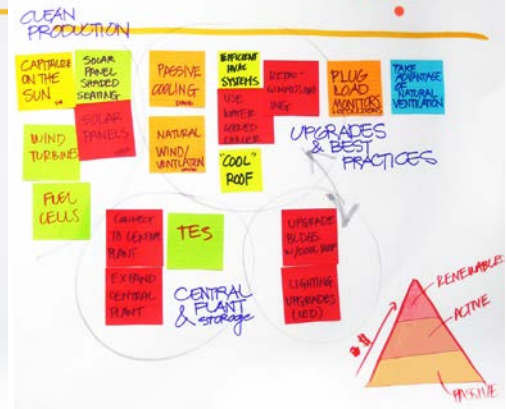 CLEAN
PRODUCTION
CAPITALIZE
ON THE
SUN
SOLAR
PANEL
SHADED
SEATING
SOLAR
PANELS
WIND
TURBINE
FUEL
CELLS
PASSIVE
COOLING
NATURAL
WIND/
VENTILATION
EFFICIENT
HVAC
SYSTEMS
USE
WATER
COOLED
CHILLER
"COOL"
ROOF
RETRO-
COMMISSION
ING
PLUG
LOAD
MONITORS
TAKE
ADVANTAGE
OF
NATURAL
VENTILATION
UPGRADES
& BEST
PRACTICES
CONNECT
TO CENTRAL
PLANT
EXPAND
CENTRAL
PLANT
TES
CENTRAL
PLANT
& Storage
UPGRADE
BLDGS
W/COOL ROOF
LIGHTING
UPGRADES
(LED)
RENEWABLE
ACTIVE
PASSIVE